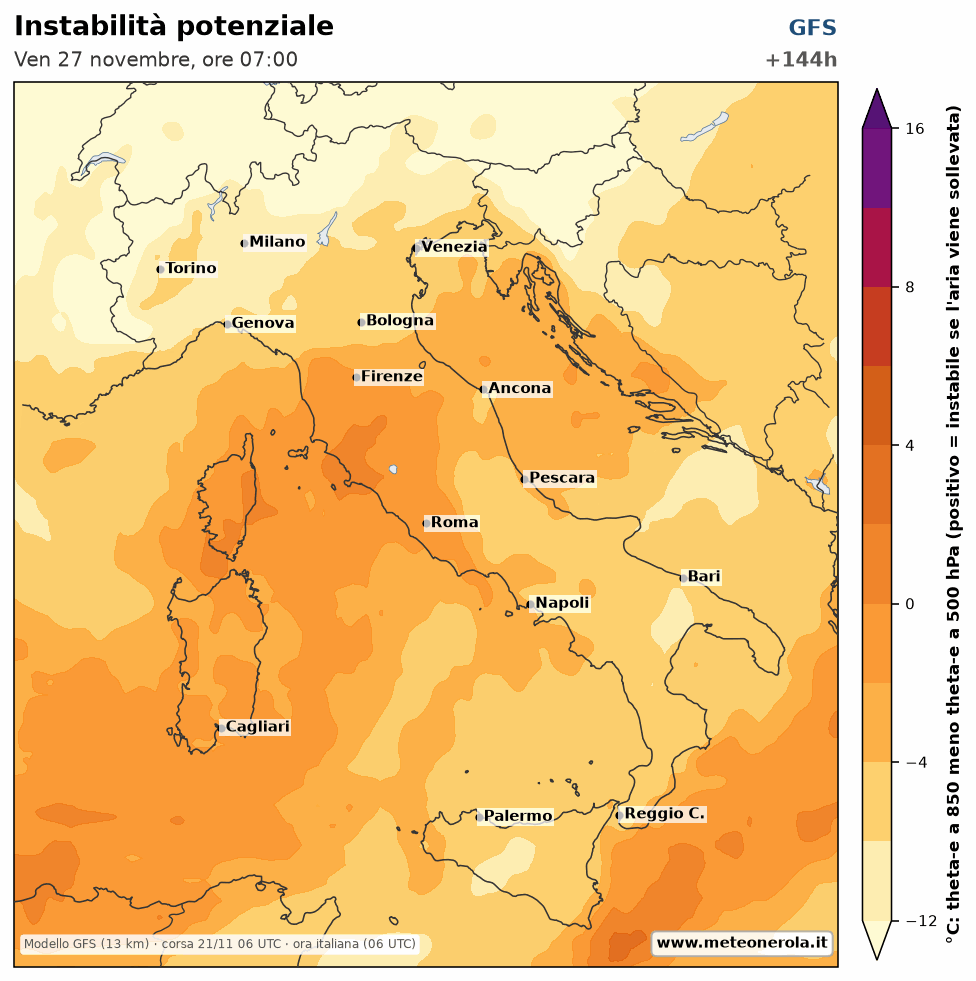 Instabilità potenziale
GFS
Ven 27 novembre, ore 07:00
+144h
Milano
Venezia
Torino
Genova
Bologna
Firenze
Ancona
Pescara
Roma
Bari
Napoli
Cagliari
Palermo
Reggio C.
16
8
4
0
−4
−12
°C: theta-e a 850 meno theta-e a 500 hPa (positivo = instabile se l'aria viene sollevata)
Modello GFS (13 km) · corsa 21/11 06 UTC · ora italiana (06 UTC)
www.meteonerola.it